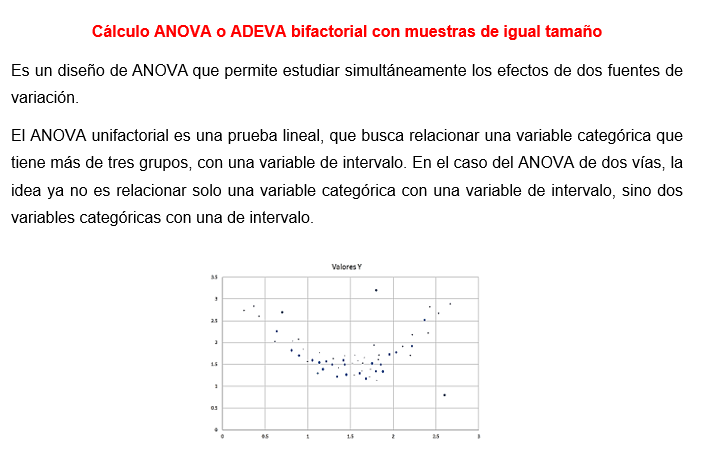 Cálculo ANOVA o ADEVA bifactorial con muestras de igual tamaño
Es un diseño de ANOVA que permite estudiar simultáneamente los efectos de dos fuentes de
variación.
El ANOVA unifactorial es una prueba lineal, que busca relacionar una variable categórica que
tiene más de tres grupos, con una variable de intervalo. En el caso del ANOVA de dos vías, la
idea ya no es relacionar solo una variable categórica con una variable de intervalo, sino dos
variables categóricas con una de intervalo.
Valores Y
3.5
3
2.5
2
1.5
1
0.5
0
0 0.5 1 1.5 2 2.5 3